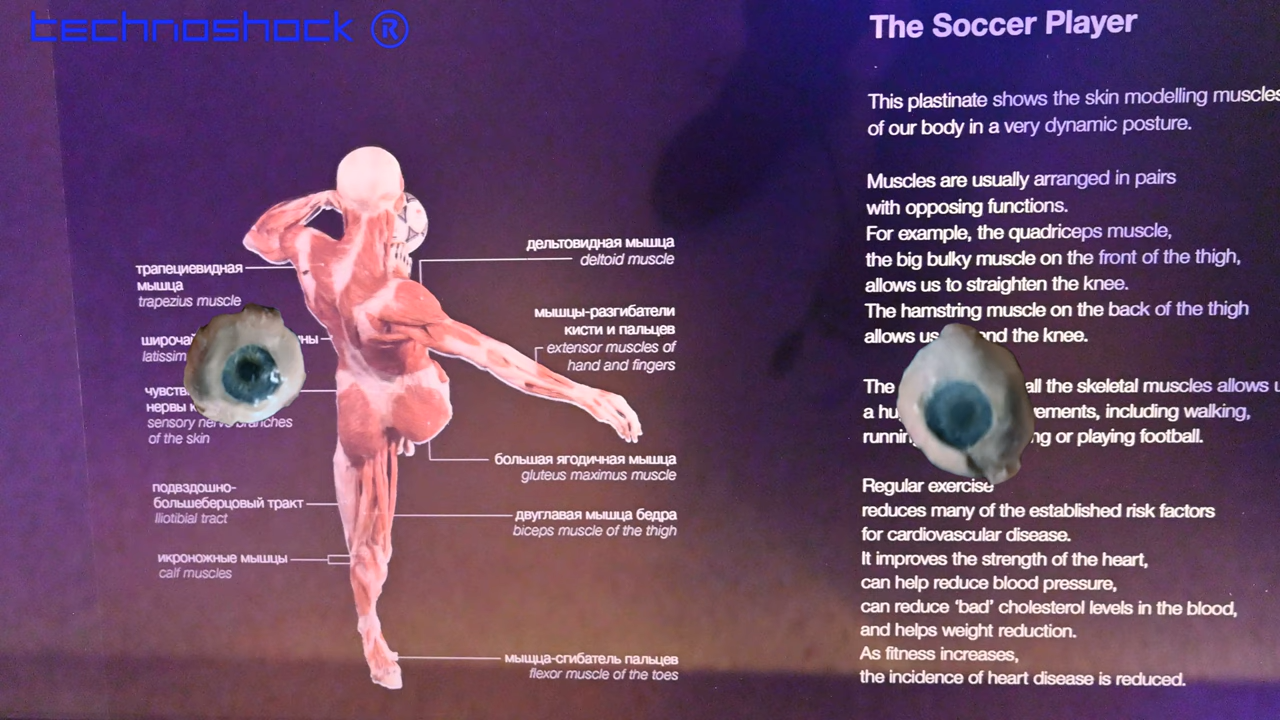 technoshock ®
The Soccer Player
This plastinate shows the skin modelling muscles
of our body in a very dynamic posture.
Muscles are usually arranged in pairs
with opposing functions.
For example, the quadriceps muscle,
the big bulky muscle on the front of the thigh,
allows us to straighten the knee.
The hamstring muscle on the back of the thigh
allows us nd the knee.
The all the skeletal muscles allows u
a hu ements, including walking,
runnin ng or playing football.
Regular exercise
reduces many of the established risk factors
for cardiovascular disease.
It improves the strength of the heart,
can help reduce blood pressure,
can reduce 'bad' cholesterol levels in the blood,
and helps weight reduction.
As fitness increases,
the incidence of heart disease is reduced.
трапециевидная
мышца
trapezius muscle
широчай ны
latissim
чувств
нервы к
sensory nerve branches
of the skin
подвздошно-
большеберцовый тракт
Iliotibial tract
икроножные мышцы
calf muscles
дельтовидная мышца
deltoid muscle
мышцы-разгибатели
кисти и пальцев
extensor muscles of
hand and fingers
большая ягодичная мышца
gluteus maximus muscle
двуглавая мышца бедра
biceps muscle of the thigh
мыщца-сгибатель пальцев
flexor muscle of the toes